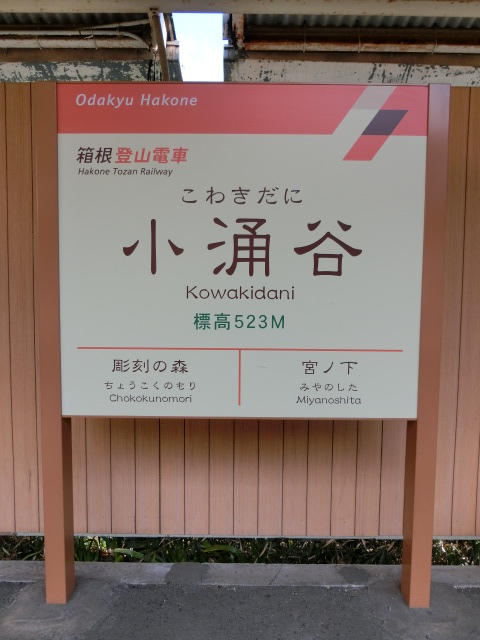 Odakyu Hakone
箱根登山電車
Hakone Tozan Railway
こわきだに
小涌谷
Kowakidani
標高523M
彫刻の森
ちょうこくのもり
Chokokunomori
宮ノ下
みやのした
Miyanoshita